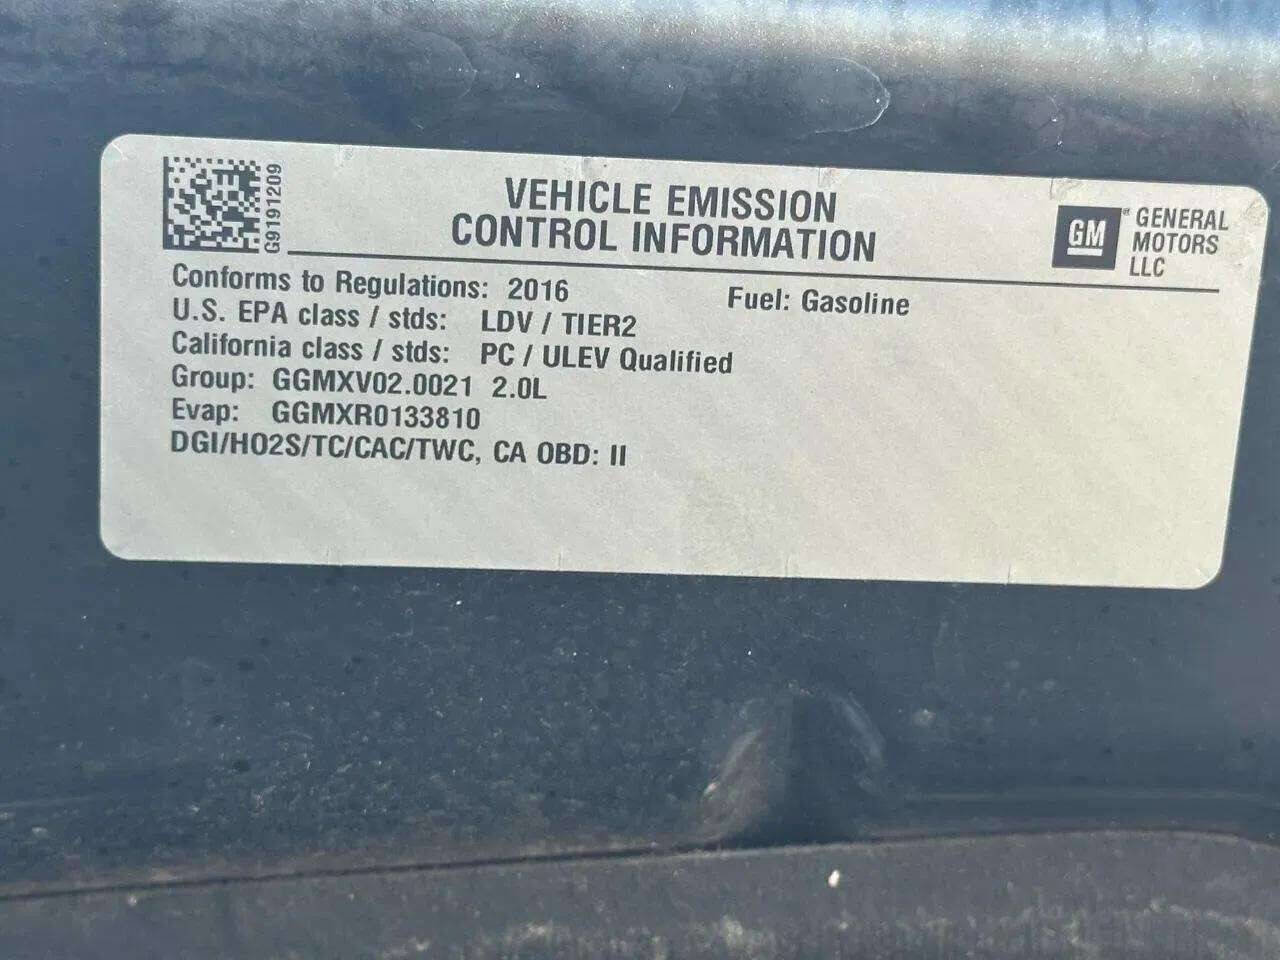 G9191209
VEHICLE EMISSION
CONTROL INFORMATION
GM
GENERAL
MOTORS
LLC
Conforms to Regulations: 2016 Fuel: Gasoline
U.S. EPA class / stds: LDV / TIER2
California class / stds: PC / ULEV Qualified
Group: GGMXV02.0021 2.0L
Evap: GGMXR0133810
DGI/HO2S/TC/CAC/TWC, CA OBD: II